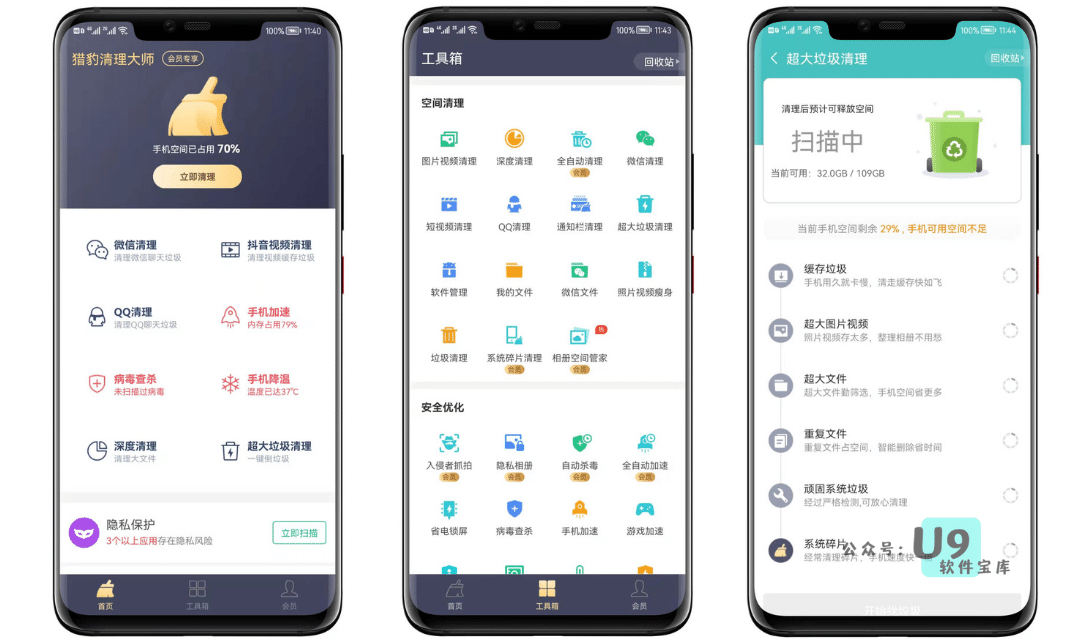 100% 11:40
猎豹清理大师 会员专享
手机空间已占用 70%
立即清理
微信清理
清理微信聊天垃圾
抖音视频清理
清理视频缓存垃圾
QQ清理
清理QQ聊天垃圾
手机加速
内存占用79%
病毒查杀
未扫描过病毒
手机降温
温度已达37℃
深度清理
清理大文件
超大垃圾清理
一键倒垃圾
隐私保护
3个以上应用存在隐私风险
立即扫描
首页 工具箱 会员
100% 11:43
工具箱 回收站
空间清理
图片视频清理 深度清理 全自动清理 微信清理
会员
短视频清理 QQ清理 通知栏清理 超大垃圾清理
软件管理 我的文件 微信文件 照片视频瘦身
热
垃圾清理 系统碎片清理 相册空间管家
会员 会员
安全优化
入侵者抓拍 隐私相册 自动杀毒 全自动加速
会员 会员 会员 会员
省电锁屏 病毒查杀 手机加速 游戏加速
首页 工具箱 会员
100% 11:44
超大垃圾清理 回收站
清理后预计可释放空间
扫描中
当前可用：32.0GB / 109GB
当前手机空间剩余 29%，手机可用空间不足
缓存垃圾
手机用久就卡慢，清走缓存快如飞
超大图片视频
照片视频存太多，整理相册不用愁
超大文件
超大文件勤筛选，手机空间省更多
重复文件
重复文件占空间，智能删除省时间
顽固系统垃圾
经过严格检测,可放心清理
系统碎片
经常清理碎片，手机速度快一
公众号：U9
软件宝库